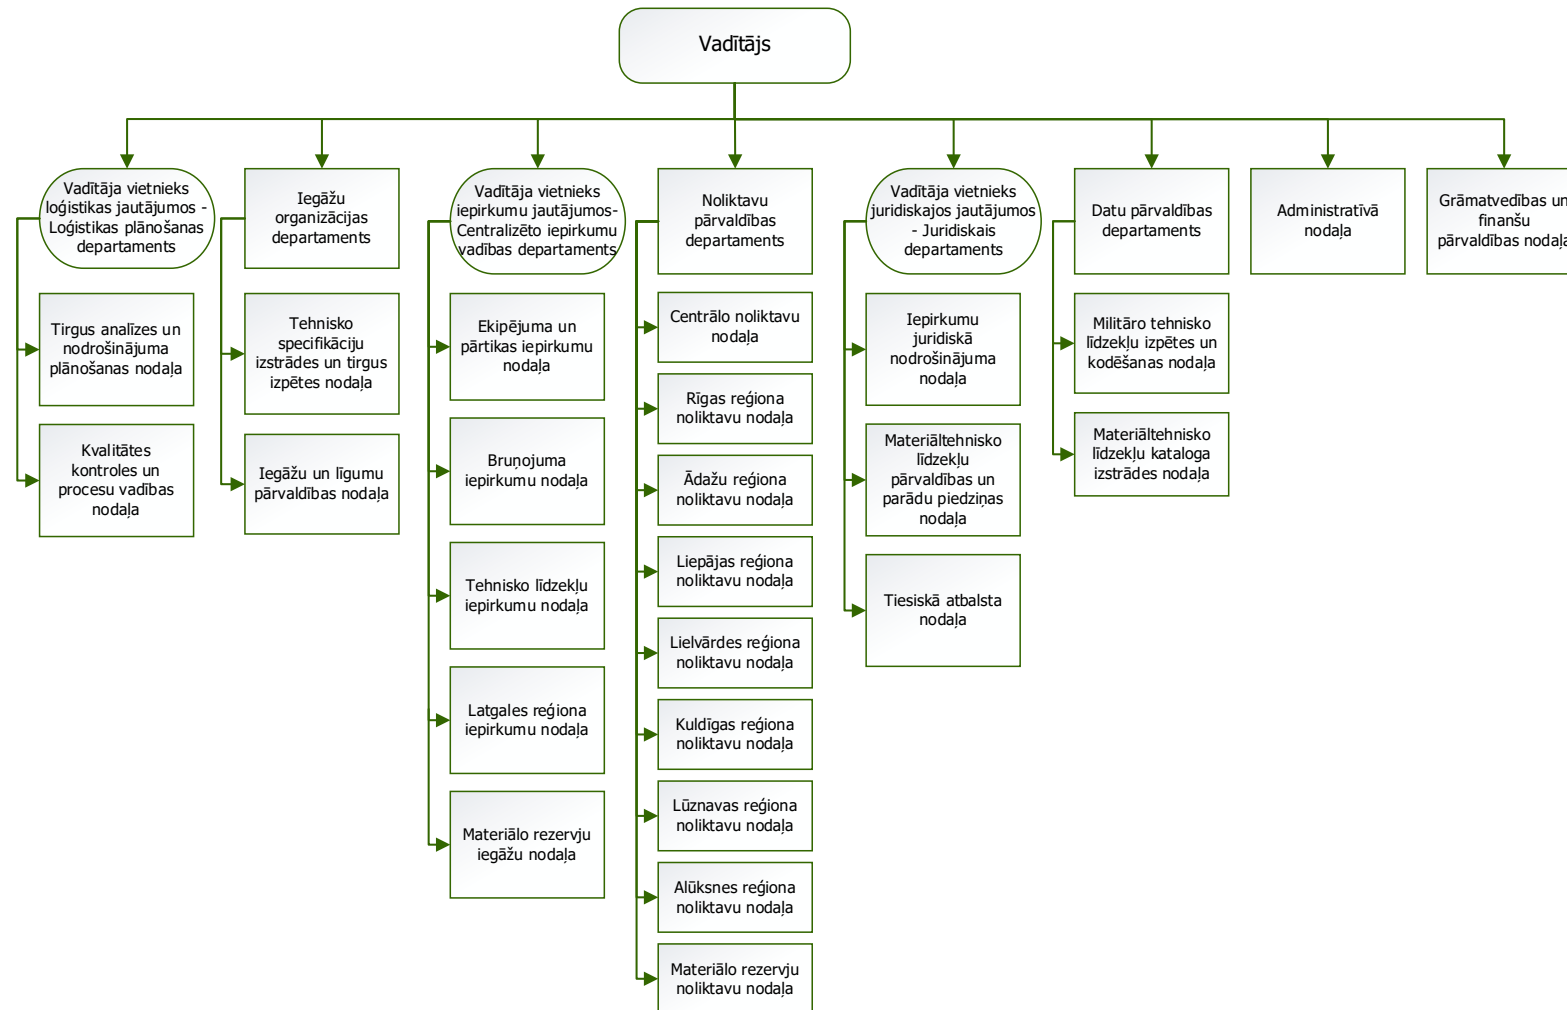 Vadītājs
Vadītāja vietnieks
loģistikas jautājumos -
Loģistikas plānošanas
departaments
Tirgus analīzes un
nodrošinājuma
plānošanas nodaļa
Kvalitātes
kontroles un
procesu vadības
nodaļa
Iegāžu
organizācijas
departaments
Tehnisko
specifikāciju
izstrādes un tirgus
izpētes nodaļa
Iegāžu un līgumu
pārvaldības nodaļa
Vadītāja vietnieks
iepirkumu jautājumos-
Centralizēto iepirkumu
vadības departaments
Ekipējuma un
pārtikas iepirkumu
nodaļa
Bruņojuma
iepirkumu nodaļa
Tehnisko līdzekļu
iepirkumu nodaļa
Latgales reģiona
iepirkumu nodaļa
Materiālo rezervju
iegāžu nodaļa
Noliktavu
pārvaldības
departaments
Centrālo noliktavu
nodaļa
Rīgas reģiona
noliktavu nodaļa
Ādažu reģiona
noliktavu nodaļa
Liepājas reģiona
noliktavu nodaļa
Lielvārdes reģiona
noliktavu nodaļa
Kuldīgas reģiona
noliktavu nodaļa
Lūznavas reģiona
noliktavu nodaļa
Alūksnes reģiona
noliktavu nodaļa
Materiālo rezervju
noliktavu nodaļa
Vadītāja vietnieks
juridiskajos jautājumos
- Juridiskais
departaments
Iepirkumu
juridiskā
nodrošinājuma
nodaļa
Materiāltehnisko
līdzekļu
pārvaldības un
parādu piedziņas
nodaļa
Tiesiskā atbalsta
nodaļa
Datu pārvaldības
departaments
Militāro tehnisko
līdzekļu izpētes un
kodēšanas nodaļa
Materiāltehnisko
līdzekļu kataloga
izstrādes nodaļa
Administratīvā
nodaļa
Grāmatvedības un
finanšu
pārvaldības nodaļa